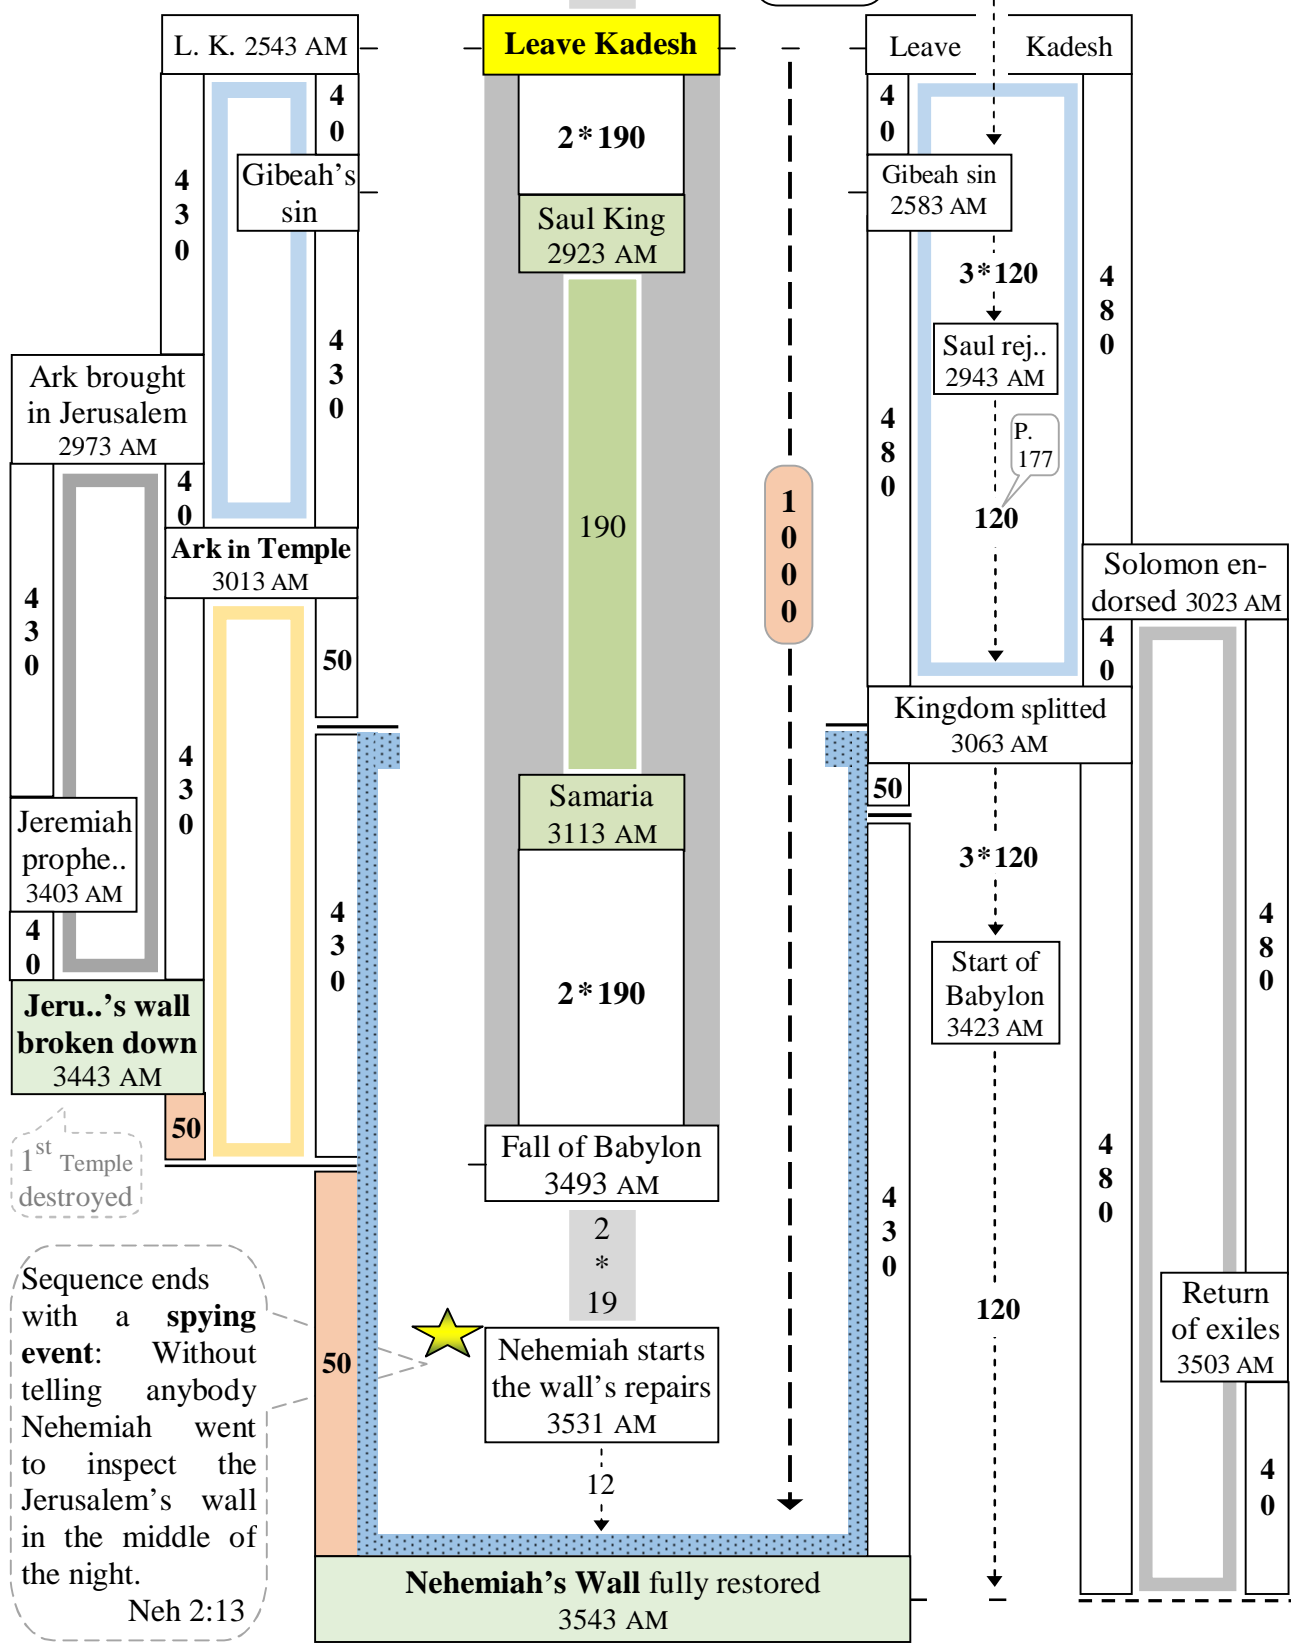 L. K. 2543 AM
Leave Kadesh
Leave Kadesh
4
0
4
3
0
Gibeah's
sin
4
3
0
Ark brought
in Jerusalem
2973 AM
4
0
Ark in Temple
3013 AM
4
3
0
50
4
3
0
Jeremiah
prophe..
3403 AM
4
0
4
3
0
Jeru..'s wall
broken down
3443 AM
50
1st Temple
destroyed
Sequence ends
with a spying
event: Without
telling anybody
Nehemiah went
to inspect the
Jerusalem's wall
in the middle of
the night.
Neh 2:13
50
2*190
Saul King
2923 AM
190
Samaria
3113 AM
2*190
Fall of Babylon
3493 AM
2
*
19
Nehemiah starts
the wall's repairs
3531 AM
12
Nehemiah's Wall fully restored
3543 AM
1
0
0
0
4
0
Gibeah sin
2583 AM
3*120
4
8
0
Saul rej..
2943 AM
4
8
0
P.
177
120
Solomon en-
dorsed 3023 AM
4
0
Kingdom splitted
3063 AM
50
3*120
4
8
0
Start of
Babylon
3423 AM
4
8
0
4
3
0
120
Return
of exiles
3503 AM
4
0